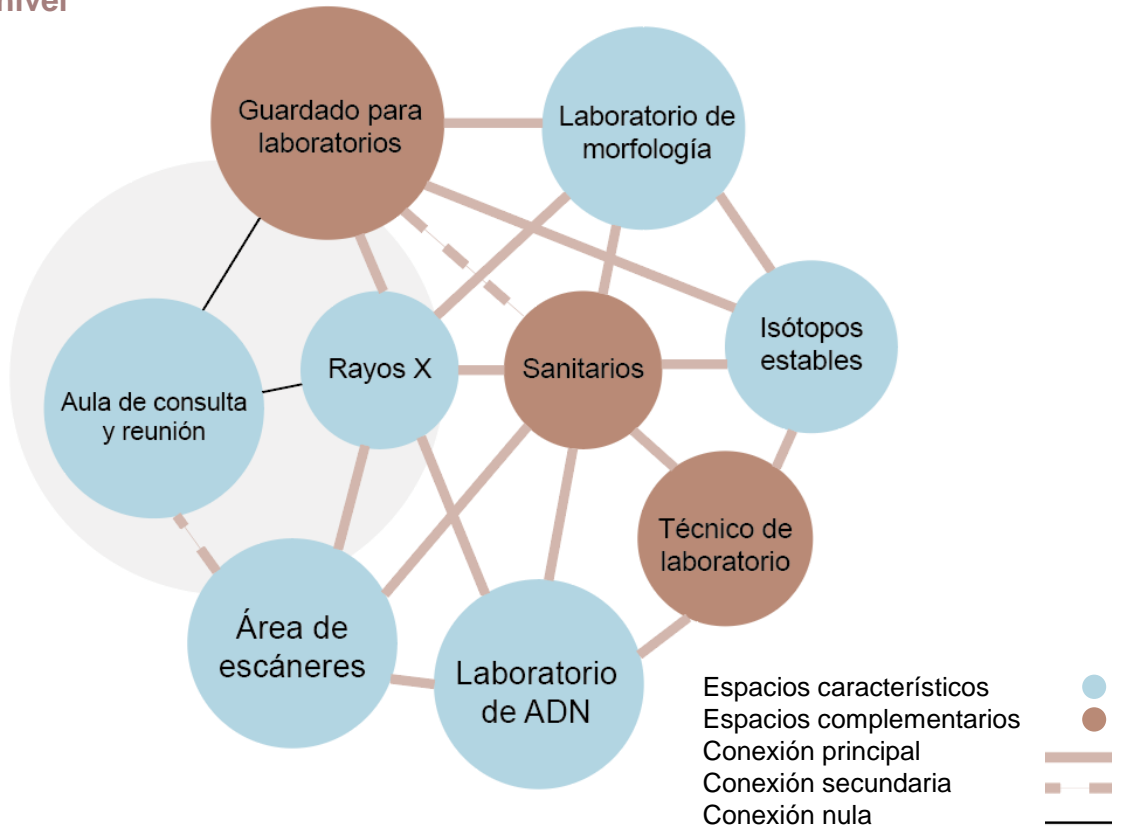 nivel
Guardado para
laboratorios
Laboratorio de
morfología
Isótopos
estables
Rayos X
Sanitarios
Aula de consulta
y reunión
Técnico de
laboratorio
Área de
escáneres
Laboratorio
de ADN
Espacios característicos
Espacios complementarios
Conexión principal
Conexión secundaria
Conexión nula